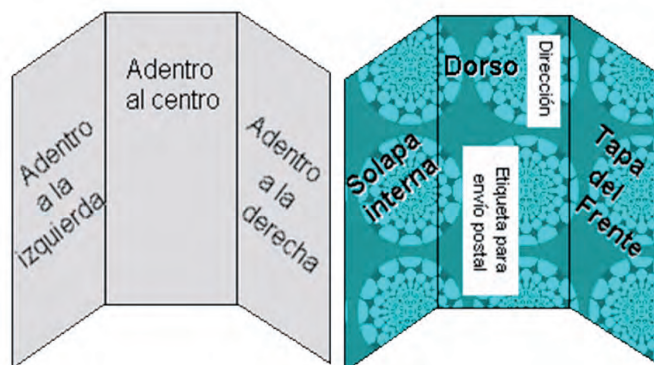 Adentro
a la
izquierda
Adentro
al centro
Adentro
a la
derecha
Solapa
interna
Dorso
Dirección
Etiqueta para
envío postal
Tapa
del
Frente